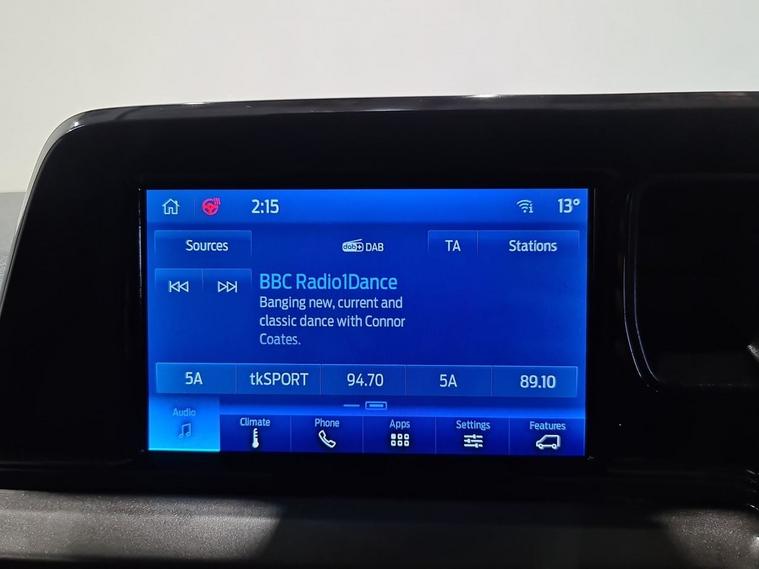 2:15
13°
Sources
dab+ DAB
TA
Stations
BBC Radio1Dance
Banging new, current and
classic dance with Connor
Coates.
5A
tkSPORT
94.70
5A
89.10
Audio
Climate
Phone
Apps
Settings
Features